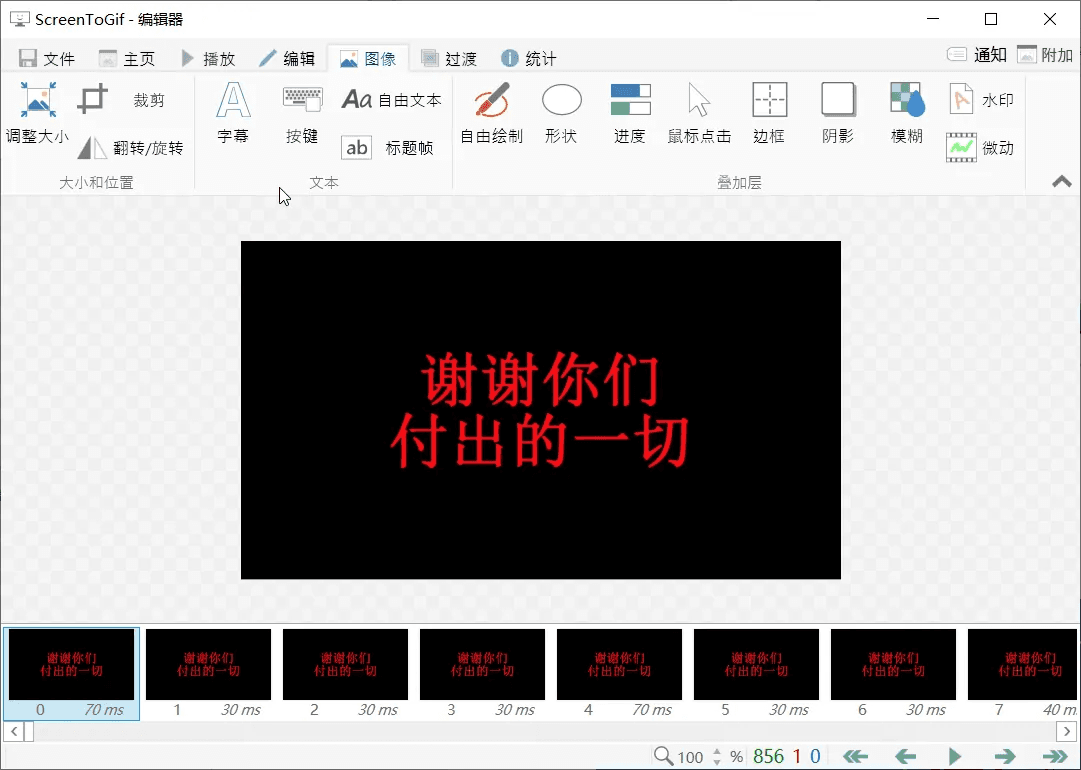 ScreenToGif - 编辑器
文件 主页 播放 编辑 图像 过渡 统计 通知 附加
调整大小 裁剪 翻转/旋转
大小和位置
A 字幕 按键 Aa 自由文本 ab 标题帧
文本
自由绘制 形状 进度 鼠标点击 边框 阴影 模糊 A 水印 微动
叠加层
谢谢你们
付出的一切
谢谢你们 谢谢你们 谢谢你们 谢谢你们 谢谢你们 谢谢你们 谢谢你们 谢谢你们
付出的一切 付出的一切 付出的一切 付出的一切 付出的一切 付出的一切 付出的一切 付出的一切
0 70 ms 1 30 ms 2 30 ms 3 30 ms 4 70 ms 5 30 ms 6 30 ms 7 40 m
100 % 856 1 0